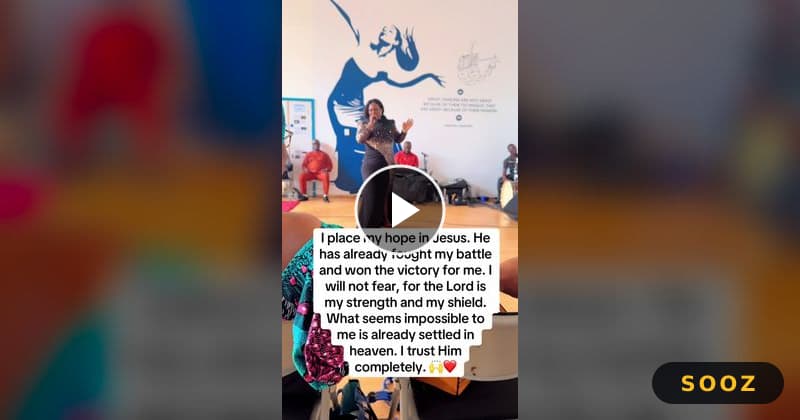 I place my hope in Jesus. He
has already fought my battle
and won the victory for me. I
will not fear, for the Lord is
my strength and my shield.
What seems impossible to
me is already settled in
heaven. I trust Him
completely. 🙌❤️
SOOZ